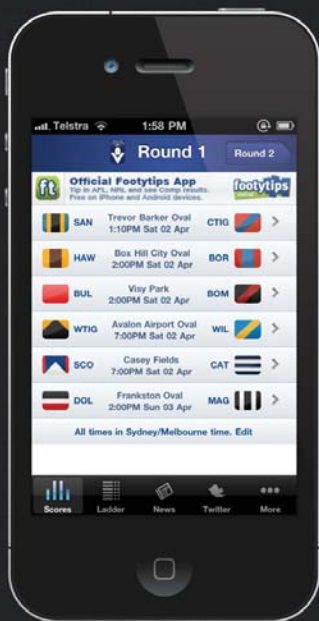 Telstra 1:58 PM
Round 1 Round 2
ft Official Footytips App footytips
Tip in AFL, NRL and see Comp results.
Free on iPhone and Android devices.
SAN Trevor Barker Oval CTIG
1:10PM Sat 02 Apr
HAW Box Hill City Oval BOR
2:00PM Sat 02 Apr
BUL Visy Park BOM
2:00PM Sat 02 Apr
WTIG Avalon Airport Oval WIL
7:00PM Sat 02 Apr
SCO Casey Fields CAT
7:00PM Sat 02 Apr
DOL Frankston Oval MAG
2:00PM Sun 03 Apr
All times in Sydney/Melbourne time. Edit
Scores Ladder News Twitter More